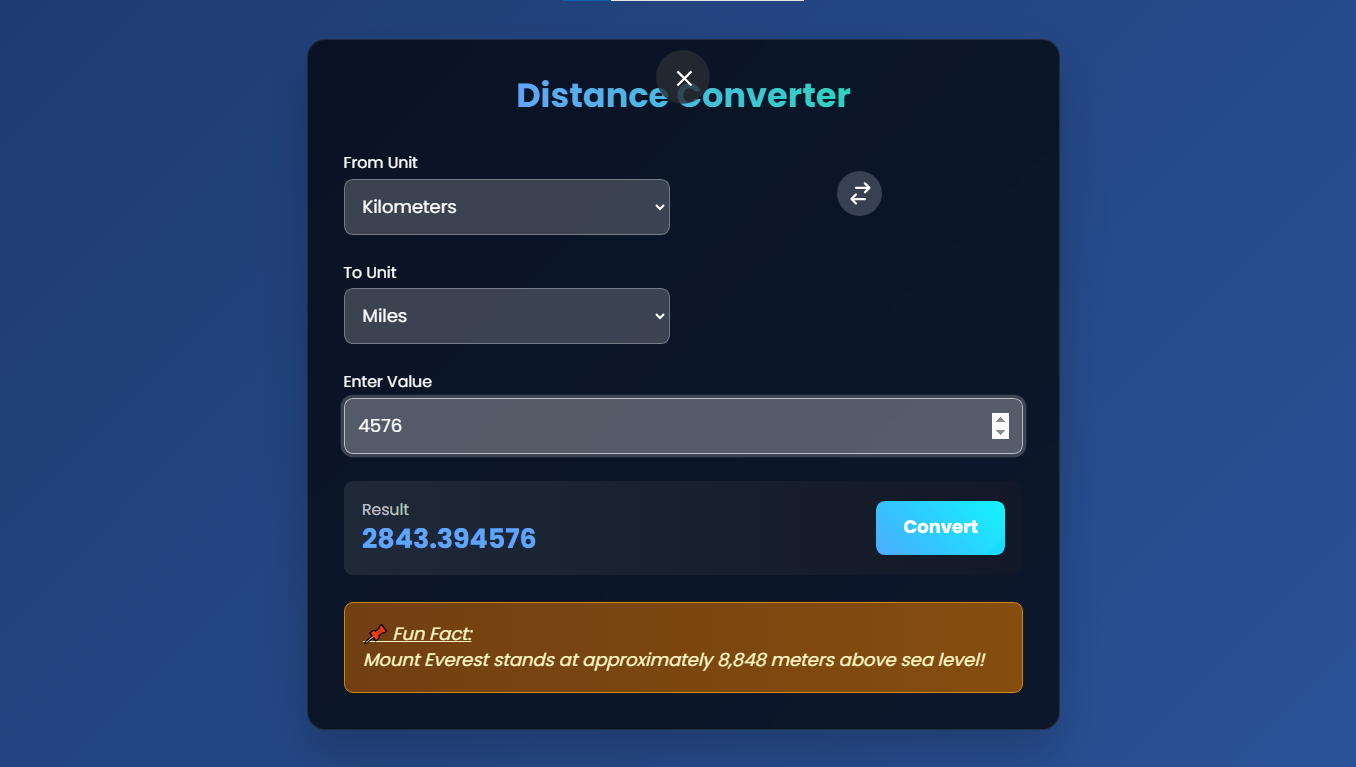 Distance Converter
From Unit
Kilometers
To Unit
Miles
Enter Value
4576
Result
2843.394576
Convert
📌 Fun Fact:
Mount Everest stands at approximately 8,848 meters above sea level!